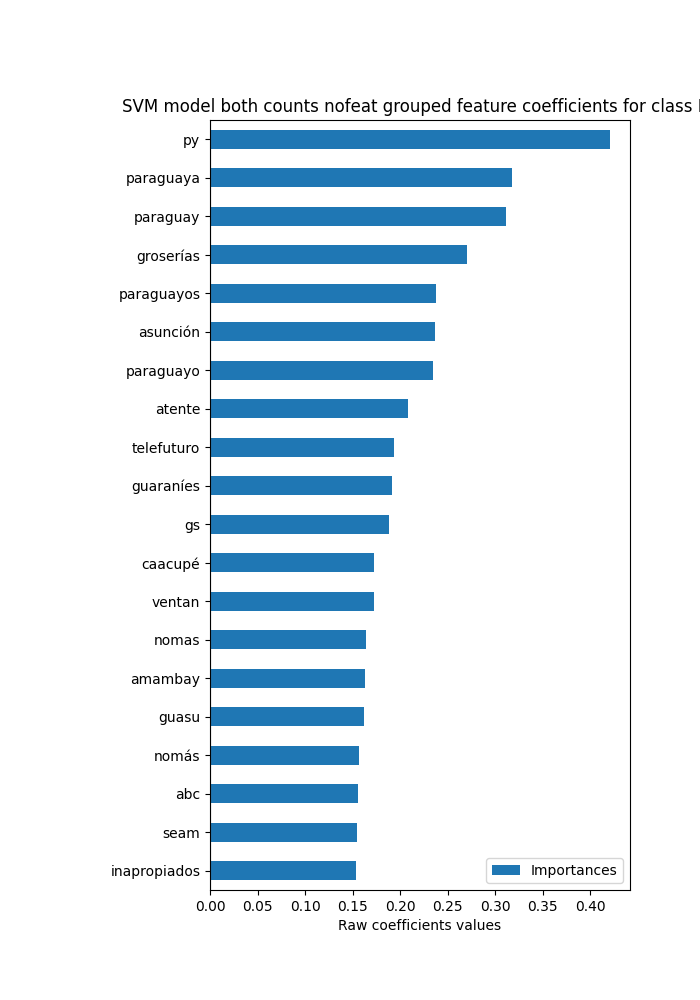 SVM model both counts nofeat grouped feature coefficients for class
py
paraguaya
paraguay
groserías
paraguayos
asunción
paraguayo
atente
telefuturo
guaraníes
gs
caacupé
ventan
nomas
amambay
guasu
nomás
abc
seam
inapropiados
Importances
0.00 0.05 0.10 0.15 0.20 0.25 0.30 0.35 0.40
Raw coefficients values